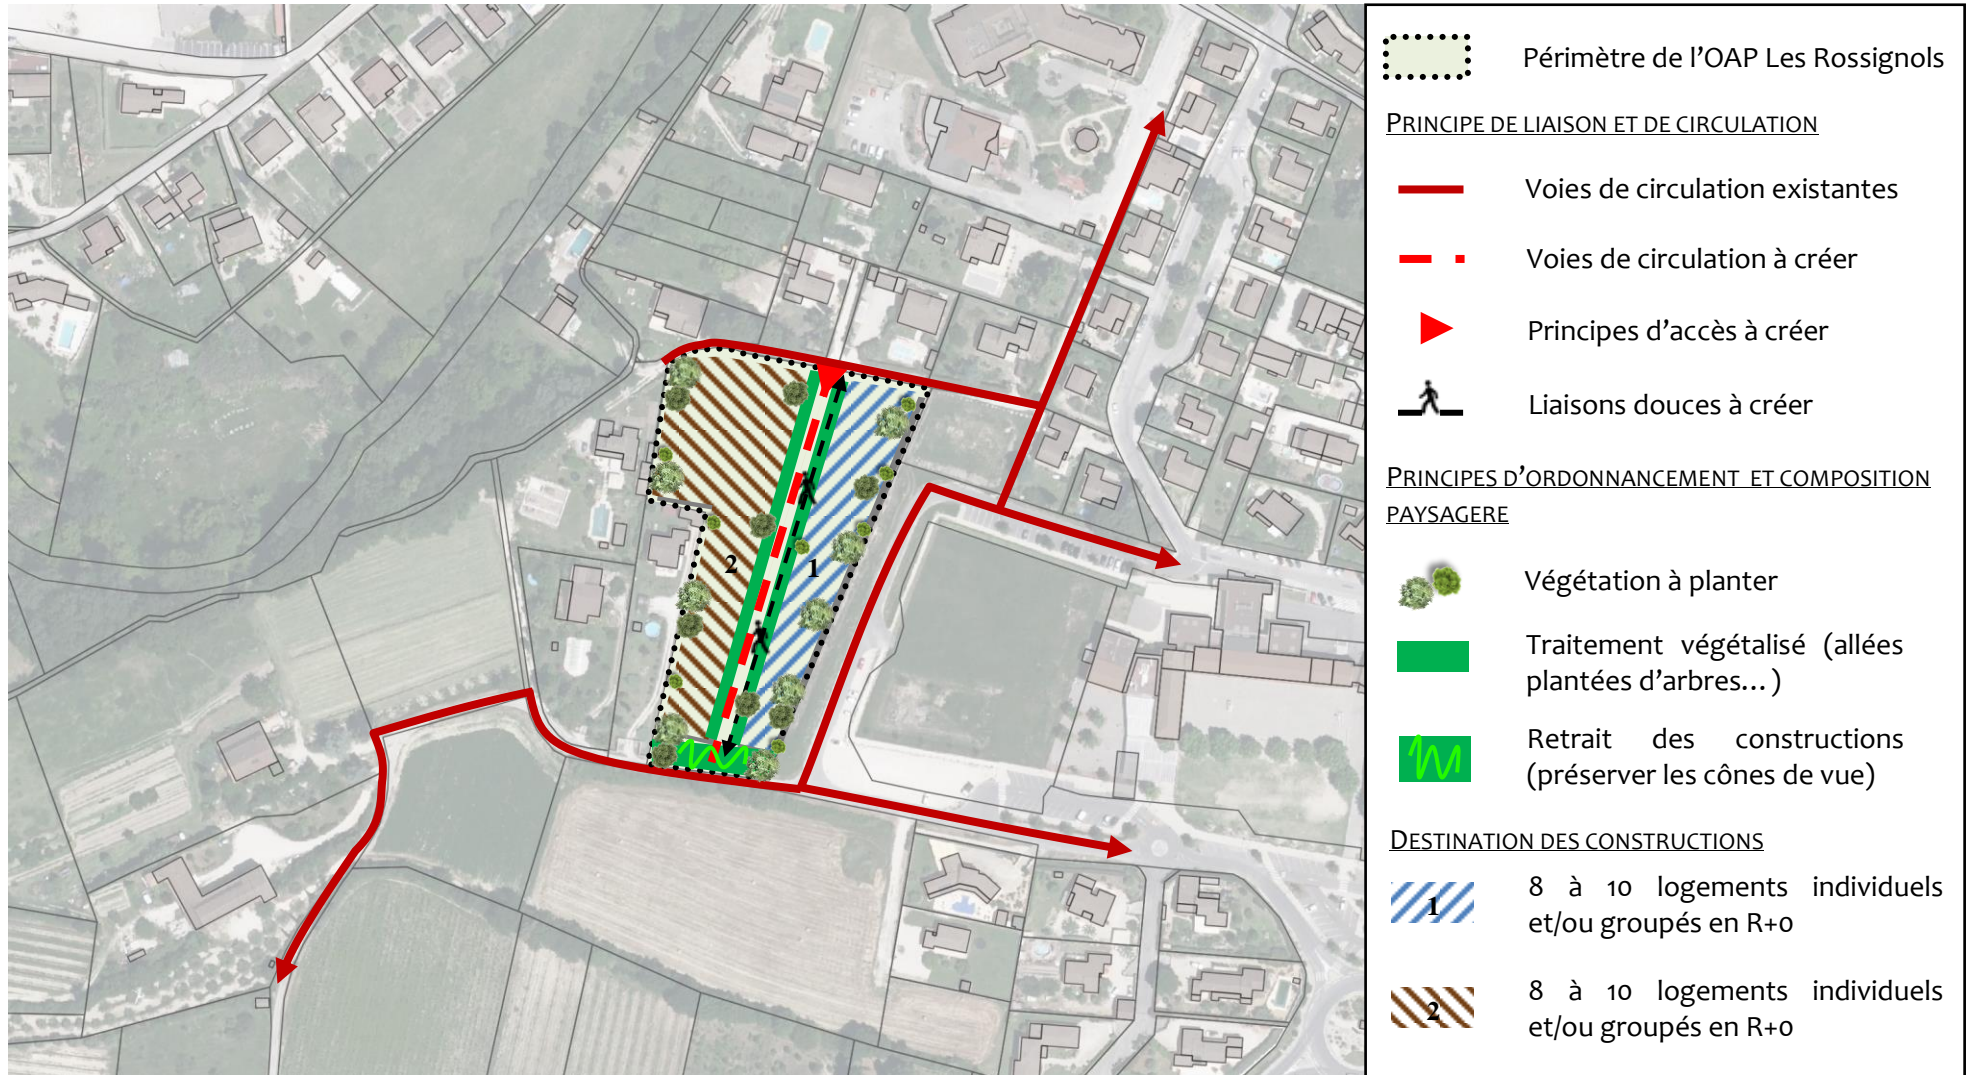 Périmètre de l'OAP Les Rossignols
PRINCIPE DE LIAISON ET DE CIRCULATION
Voies de circulation existantes
Voies de circulation à créer
Principes d'accès à créer
Liaisons douces à créer
PRINCIPES D'ORDONNANCEMENT ET COMPOSITION
PAYSAGERE
Végétation à planter
Traitement végétalisé (allées
plantées d'arbres…)
Retrait des constructions
(préserver les cônes de vue)
DESTINATION DES CONSTRUCTIONS
1
8 à 10 logements individuels
et/ou groupés en R+0
2
8 à 10 logements individuels
et/ou groupés en R+0
2
1